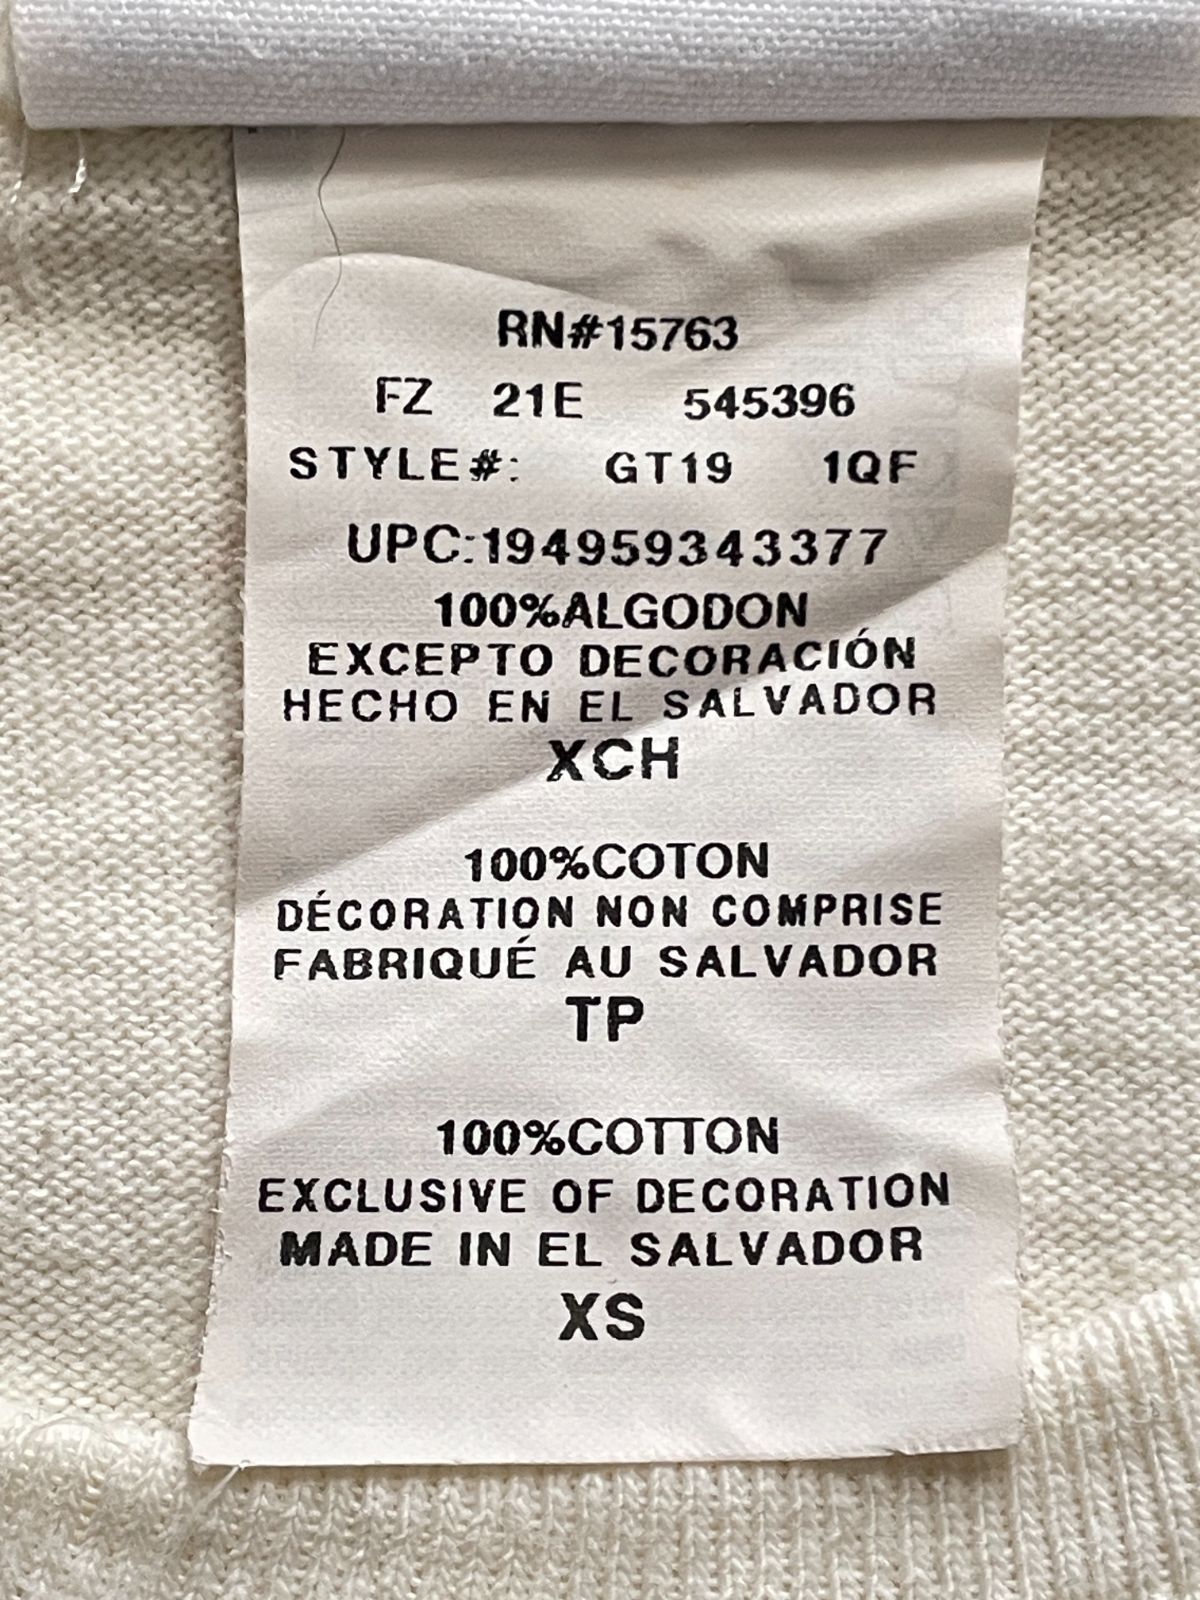 RN#15763
FZ 21E 545396
STYLE#: GT19 1QF
UPC:194959343377
100%ALGODON
EXCEPTO DECORACIÓN
HECHO EN EL SALVADOR
XCH
100%COTON
DÉCORATION NON COMPRISE
FABRIQUÉ AU SALVADOR
TP
100%COTTON
EXCLUSIVE OF DECORATION
MADE IN EL SALVADOR
XS